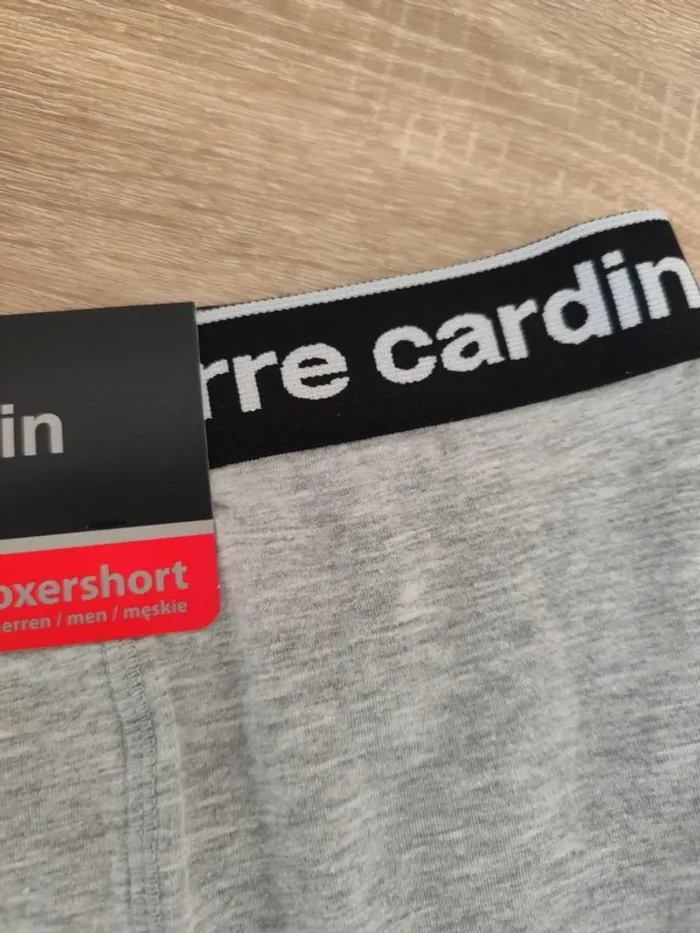 rre cardin
in
oxershort
erren / men / męskie